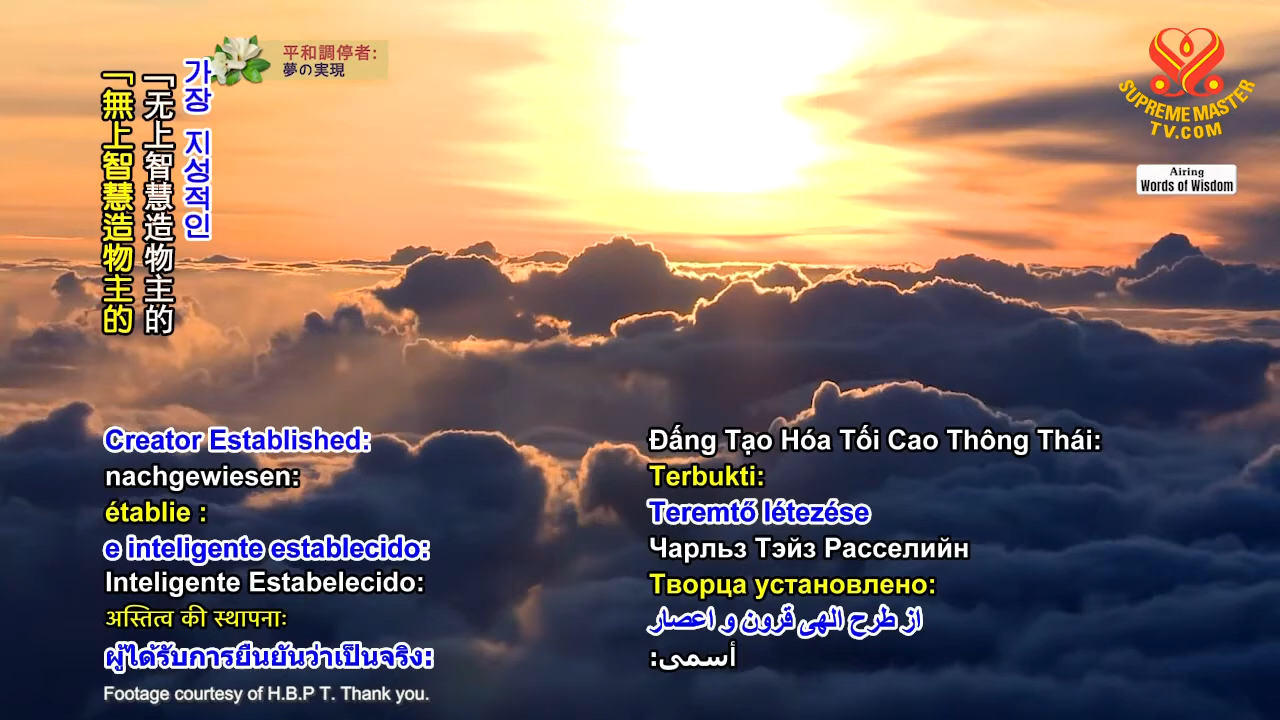 平和調停者:
夢の実現
SUPREME MASTER
TV.COM
Airing
Words of Wisdom
가장 지성적인
「无上智慧造物主的
「無上智慧造物主的
Creator Established:
nachgewiesen:
établie :
e inteligente establecido:
Inteligente Estabelecido:
अस्तित्व की स्थापनाः
ผู้ได้รับการยืนยันว่าเป็นจริง:
Đấng Tạo Hóa Tối Cao Thông Thái:
Terbukti:
Teremtő létezése
Чарльз Тэйз Расселийн
Творца установлено:
از طرح الهی قرون و اعصار
أسمى:
Footage courtesy of H.B.P T. Thank you.